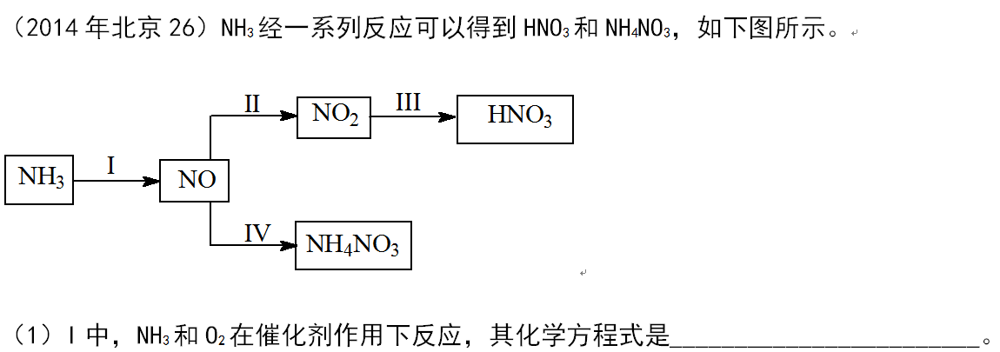 （2014年北京26）NH₃经一系列反应可以得到HNO₃和NH₄NO₃，如下图所示。
II
NO₂
III
HNO₃
NH₃
I
NO
IV
NH₄NO₃
（1）I中，NH₃和O₂在催化剂作用下反应，其化学方程式是________________________。